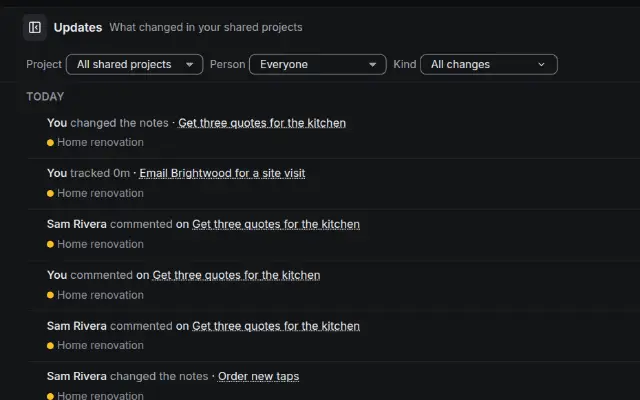 Updates What changed in your shared projects
Project All shared projects Person Everyone Kind All changes
TODAY
You changed the notes · Get three quotes for the kitchen
Home renovation
You tracked 0m · Email Brightwood for a site visit
Home renovation
Sam Rivera commented on Get three quotes for the kitchen
Home renovation
You commented on Get three quotes for the kitchen
Home renovation
Sam Rivera commented on Get three quotes for the kitchen
Home renovation
Sam Rivera changed the notes · Order new taps
Home renovation